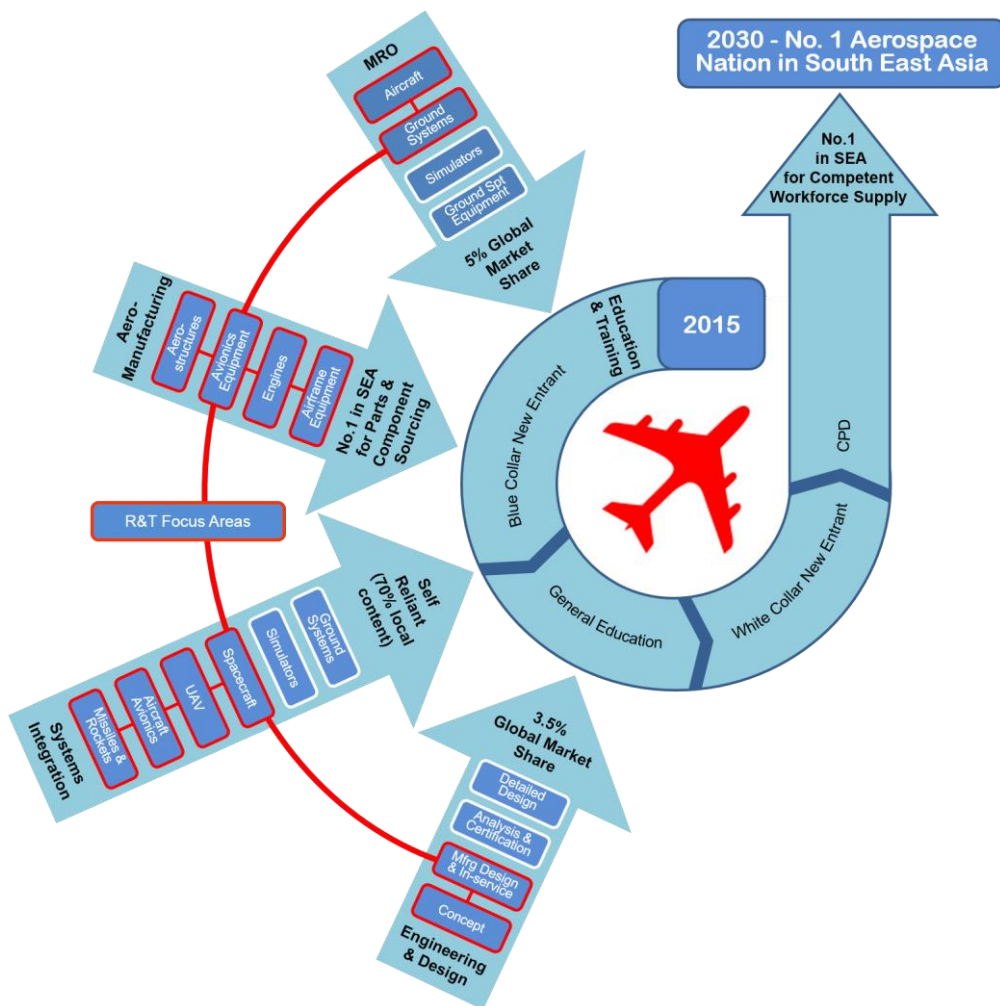 2030 - No. 1 Aerospace
Nation in South East Asia
No.1
in SEA
for Competent
Workforce Supply
MRO
Aircraft
Ground
Systems
Simulators
Ground Spt
Equipment
5% Global
Market
Share
Aero-
Manufacturing
Aero-
structures
Avionics
Equipment
Engines
Airframe
Equipment
No.1 in SEA
for Parts &
Component
Sourcing
R&T Focus Areas
Systems
Integration
Missiles &
Rockets
Aircraft
Avionics
UAV
Spacecraft
Simulators
Ground
Systems
Self
Reliant
(70% local
content)
3.5%
Global Market
Share
Detailed
Design
Analysis &
Certification
Mfrg Design
& In-service
Concept
Engineering
& Design
2015
Education
& Training
Blue Collar New Entrant
General Education
White Collar New Entrant
CPD